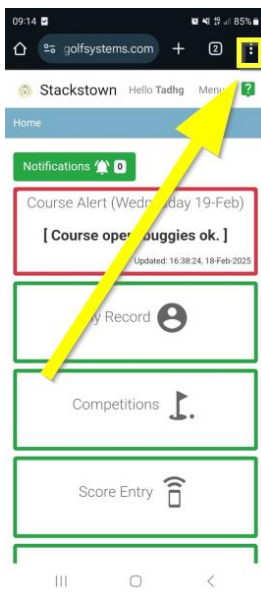 09:14 85%
golfsystems.com + 2
Stackstown Hello Tadhg Menu ?
Home
Notifications 0
Course Alert (Wednesday 19-Feb)
[ Course open buggies ok. ]
Updated: 16:38:24, 18-Feb-2025
Record
Competitions
Score Entry